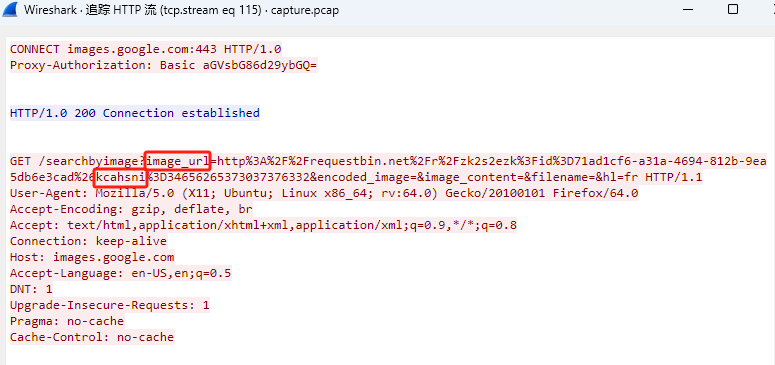 Wireshark · 追踪 HTTP 流 (tcp.stream eq 115) · capture.pcap
CONNECT images.google.com:443 HTTP/1.0
Proxy-Authorization: Basic aGVsbG86d29ybGQ=
HTTP/1.0 200 Connection established
GET /searchbyimage?image_url=http%3A%2F%2Frequestbin.net%2Fr%2Fzk2s2ezk%3Fid%3D71ad1cf6-a31a-4694-812b-9ea
5db6e3cad%26kcahsni%3D34656265373037376332&encoded_image=&image_content=&filename=&hl=fr HTTP/1.1
User-Agent: Mozilla/5.0 (X11; Ubuntu; Linux x86_64; rv:64.0) Gecko/20100101 Firefox/64.0
Accept-Encoding: gzip, deflate, br
Accept: text/html,application/xhtml+xml,application/xml;q=0.9,*/*;q=0.8
Connection: keep-alive
Host: images.google.com
Accept-Language: en-US,en;q=0.5
DNT: 1
Upgrade-Insecure-Requests: 1
Pragma: no-cache
Cache-Control: no-cache